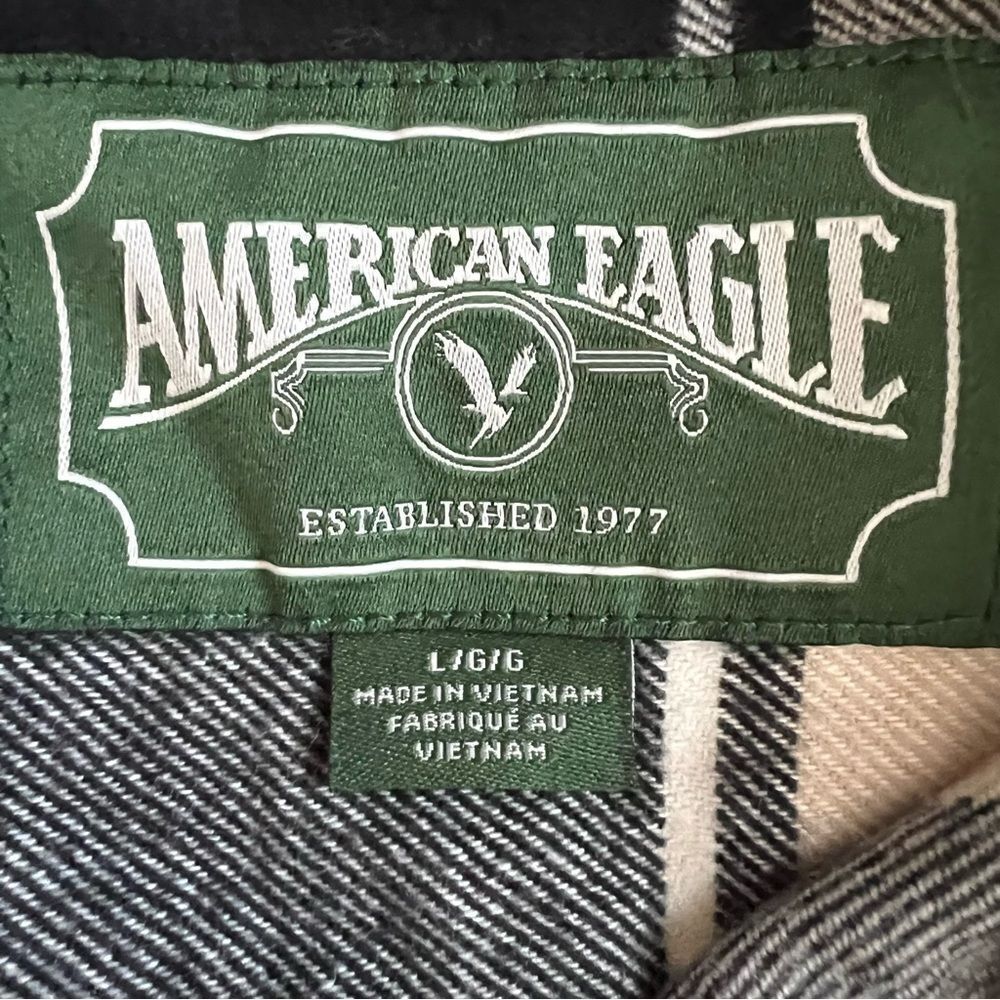 AMERICAN EAGLE
ESTABLISHED 1977
L/G/G
MADE IN VIETNAM
FABRIQUÉ AU
VIETNAM